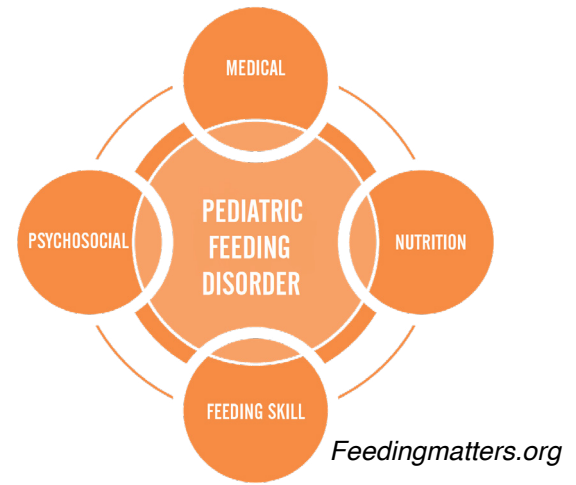 MEDICAL
PEDIATRIC
FEEDING
DISORDER
PSYCHOSOCIAL
NUTRITION
FEEDING SKILL
Feedingmatters.org